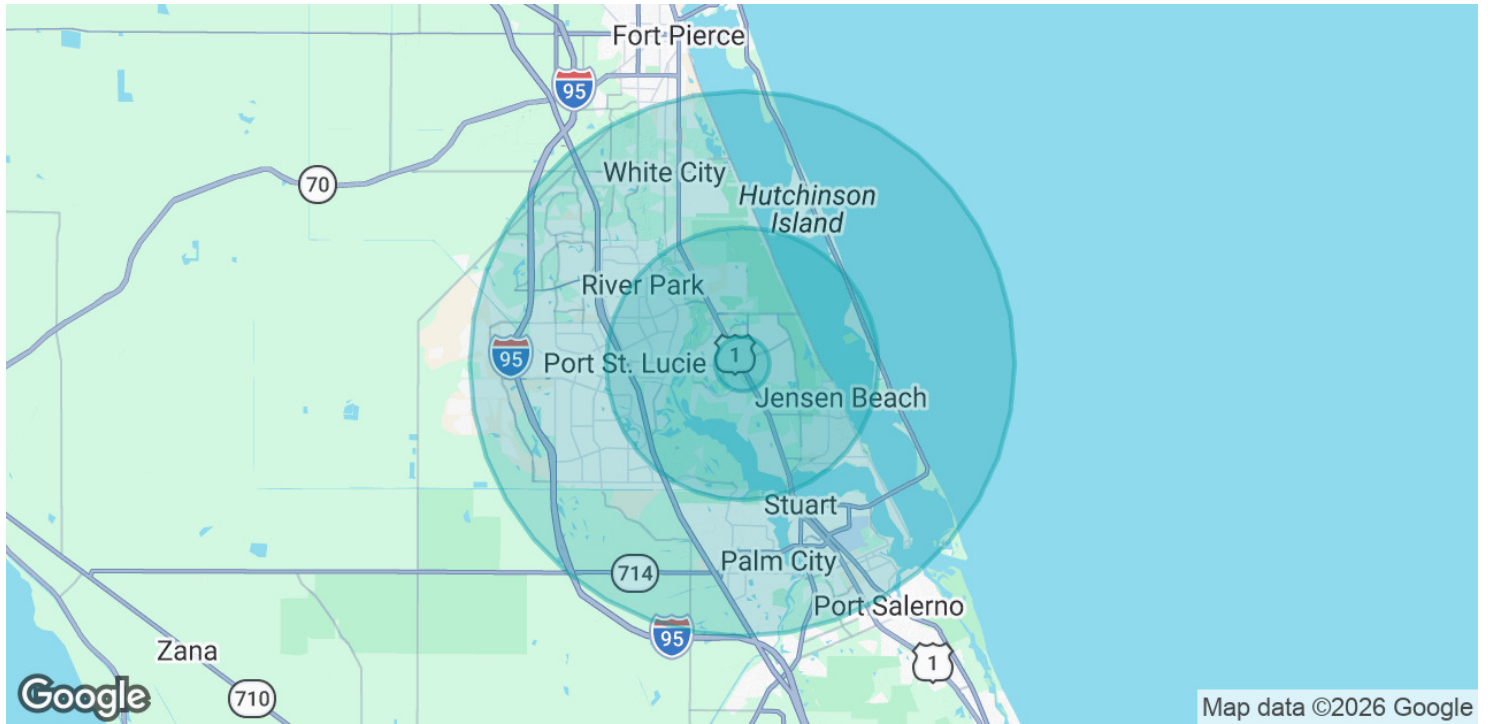 Fort Pierce
95
White City
70
Hutchinson
Island
River Park
95
Port St. Lucie
1
Jensen Beach
Stuart
Palm City
714
Port Salerno
95
Zana
1
710
Google
Map data ©2026 Google